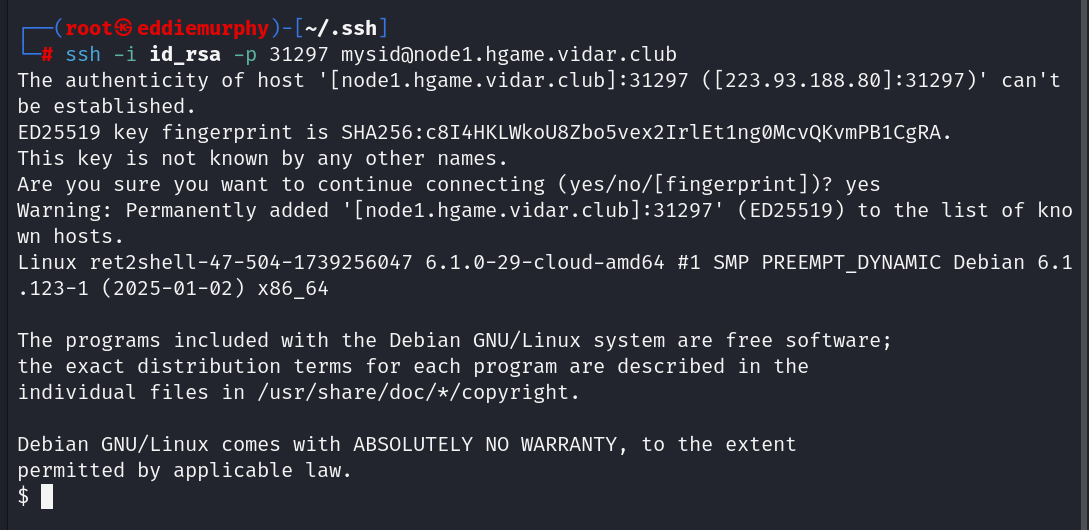 ┌──(root㉿eddiemurphy)-[~/.ssh]
└─# ssh -i id_rsa -p 31297 mysid@node1.hgame.vidar.club
The authenticity of host '[node1.hgame.vidar.club]:31297 ([223.93.188.80]:31297)' can't
be established.
ED25519 key fingerprint is SHA256:c8I4HKLWkoU8Zbo5vex2IrlEt1ng0McvQKvmPB1CgRA.
This key is not known by any other names.
Are you sure you want to continue connecting (yes/no/[fingerprint])? yes
Warning: Permanently added '[node1.hgame.vidar.club]:31297' (ED25519) to the list of kno
wn hosts.
Linux ret2shell-47-504-1739256047 6.1.0-29-cloud-amd64 #1 SMP PREEMPT_DYNAMIC Debian 6.1
.123-1 (2025-01-02) x86_64

The programs included with the Debian GNU/Linux system are free software;
the exact distribution terms for each program are described in the
individual files in /usr/share/doc/*/copyright.

Debian GNU/Linux comes with ABSOLUTELY NO WARRANTY, to the extent
permitted by applicable law.
$